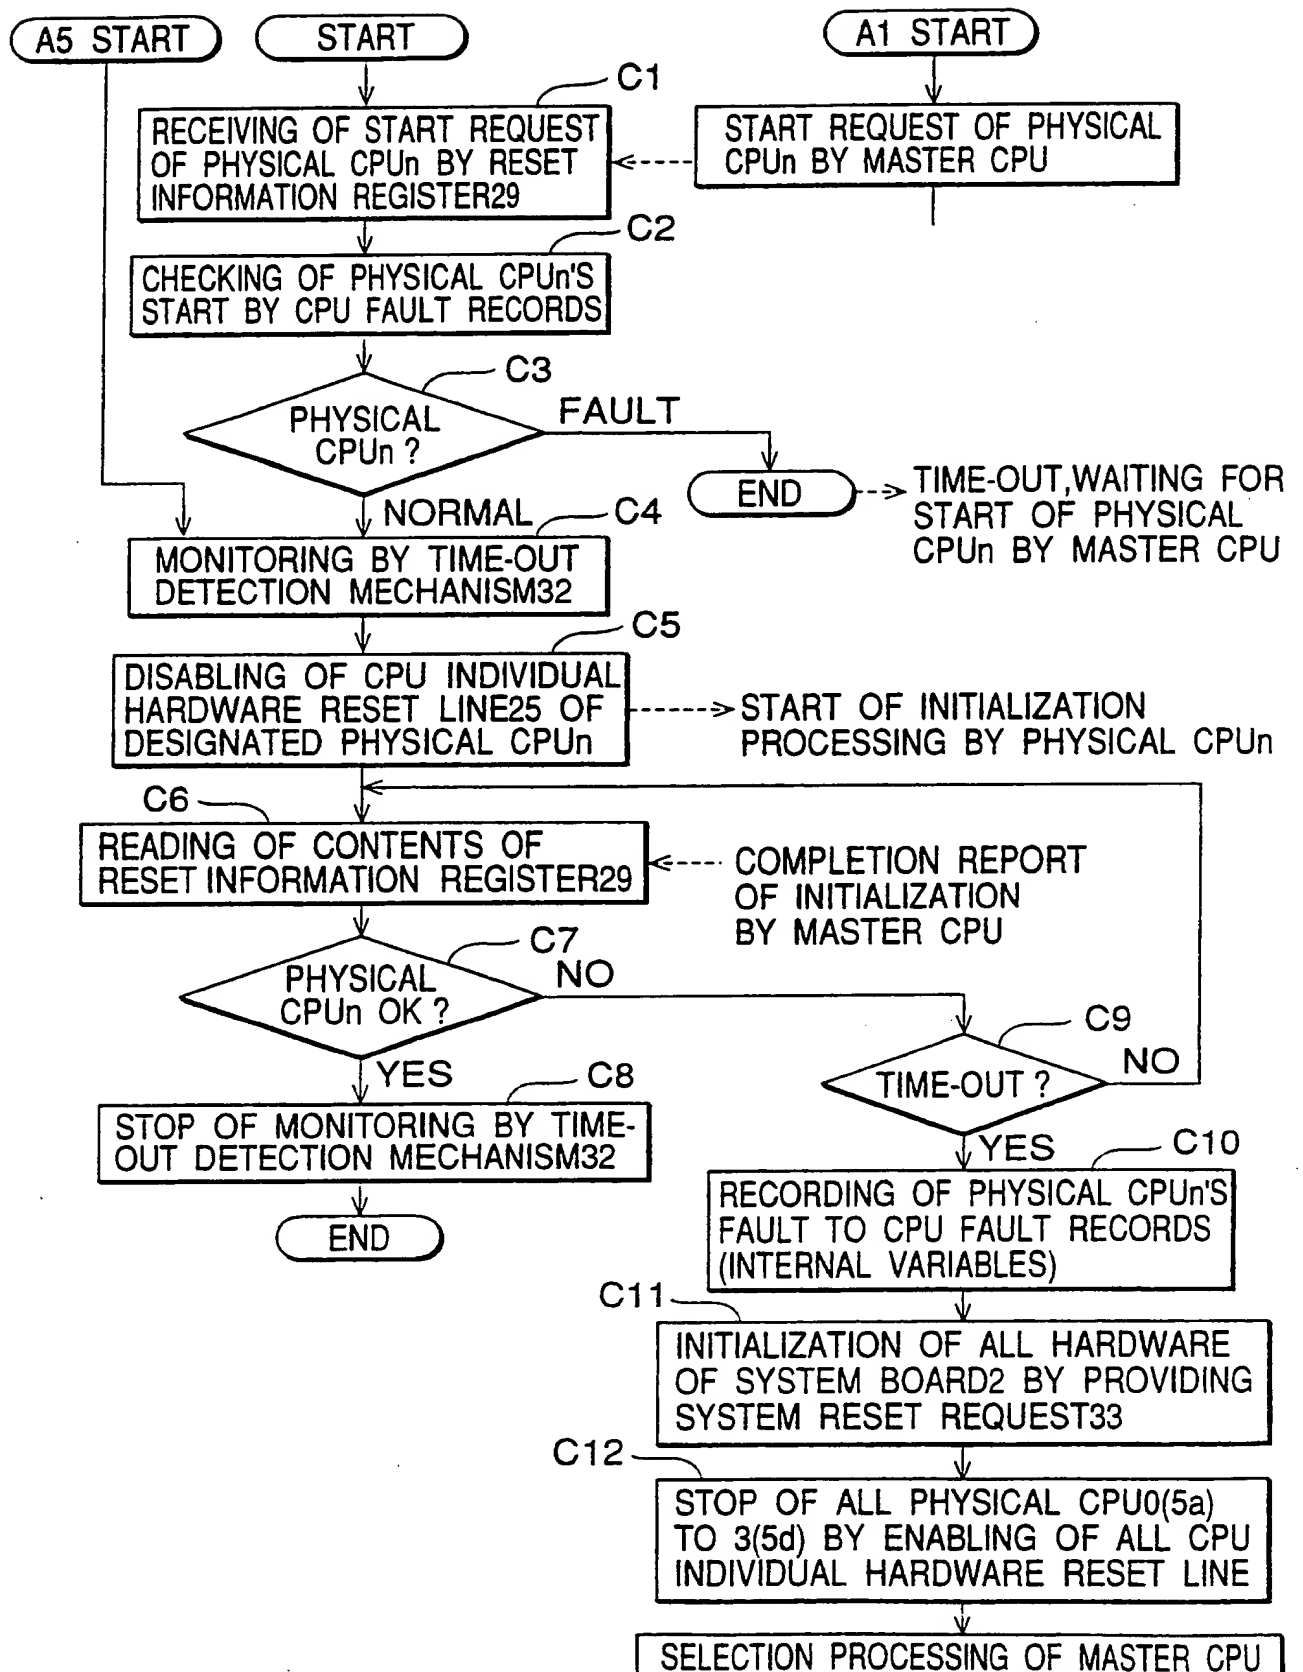 A5 START
START
A1 START
C1
RECEIVING OF START REQUEST
OF PHYSICAL CPUn BY RESET
INFORMATION REGISTER29
START REQUEST OF PHYSICAL
CPUn BY MASTER CPU
C2
CHECKING OF PHYSICAL CPUn'S
START BY CPU FAULT RECORDS
C3
PHYSICAL
CPUn ?
FAULT
END
TIME-OUT,WAITING FOR
START OF PHYSICAL
CPUn BY MASTER CPU
NORMAL
C4
MONITORING BY TIME-OUT
DETECTION MECHANISM32
C5
DISABLING OF CPU INDIVIDUAL
HARDWARE RESET LINE25 OF
DESIGNATED PHYSICAL CPUn
START OF INITIALIZATION
PROCESSING BY PHYSICAL CPUn
C6
READING OF CONTENTS OF
RESET INFORMATION REGISTER29
COMPLETION REPORT
OF INITIALIZATION
BY MASTER CPU
C7
PHYSICAL
CPUn OK ?
NO
C9
TIME-OUT ?
NO
YES
C8
STOP OF MONITORING BY TIME-
OUT DETECTION MECHANISM32
END
YES
C10
RECORDING OF PHYSICAL CPUn'S
FAULT TO CPU FAULT RECORDS
(INTERNAL VARIABLES)
C11
INITIALIZATION OF ALL HARDWARE
OF SYSTEM BOARD2 BY PROVIDING
SYSTEM RESET REQUEST33
C12
STOP OF ALL PHYSICAL CPU0(5a)
TO 3(5d) BY ENABLING OF ALL CPU
INDIVIDUAL HARDWARE RESET LINE
SELECTION PROCESSING OF MASTER CPU